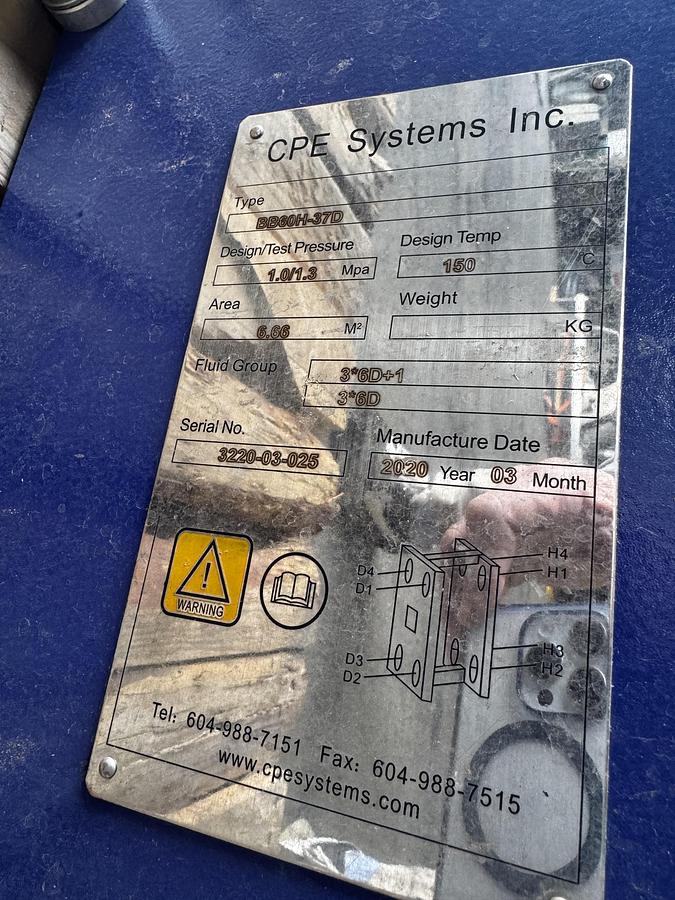 CPE Systems Inc.
Type
BB60H-37D
Design/Test Pressure Design Temp
1.0/1.3 Mpa 150 C
Area Weight
6.66 M² KG
Fluid Group 3*6D+1
3*6D
Serial No. Manufacture Date
3220-03-025 2020 Year 03 Month
WARNING
H4
H1
D4
D1
H3
H2
D3
D2
Tel: 604-988-7151 Fax: 604-988-7515
www.cpesystems.com